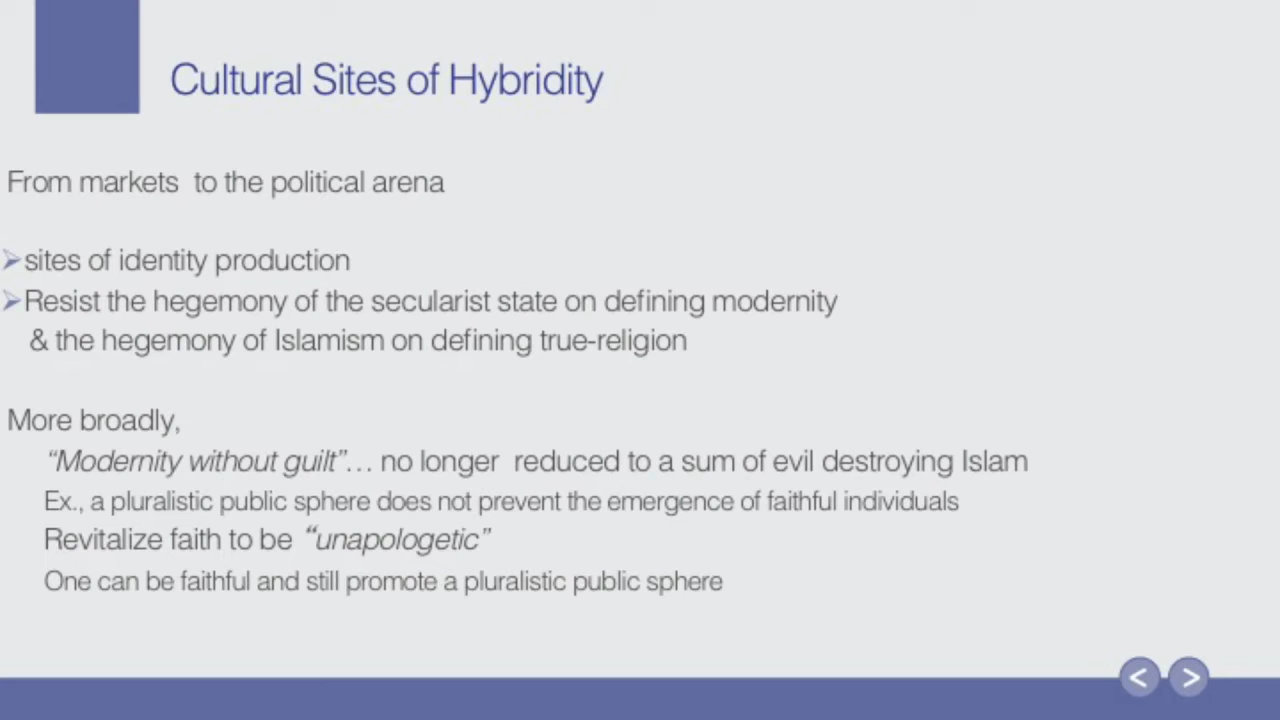 Cultural Sites of Hybridity
From markets  to the political arena
➢sites of identity production
➢Resist the hegemony of the secularist state on defining modernity
& the hegemony of Islamism on defining true-religion
More broadly,
“Modernity without guilt”… no longer  reduced to a sum of evil destroying Islam
Ex., a pluralistic public sphere does not prevent the emergence of faithful individuals
Revitalize faith to be “unapologetic”
One can be faithful and still promote a pluralistic public sphere